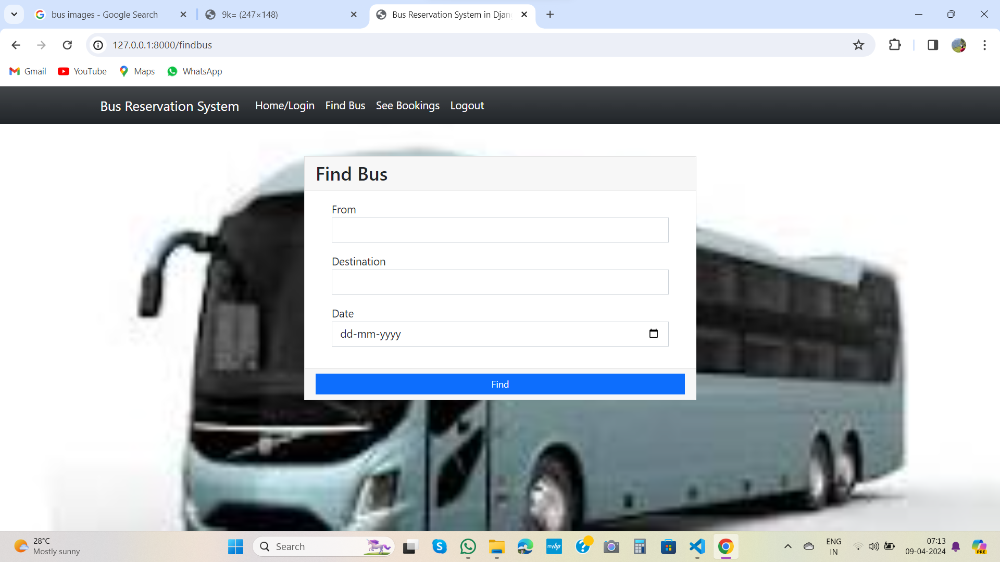 bus images - Google Search
9k= (247×148)
Bus Reservation System in Djan
127.0.0.1:8000/findbus
Gmail
YouTube
Maps
WhatsApp
Bus Reservation System
Home/Login
Find Bus
See Bookings
Logout
Find Bus
From
Destination
Date
dd-mm-yyyy
Find
28°C
Mostly sunny
Search
myhp
ENG
IN
07:13
09-04-2024
PRE